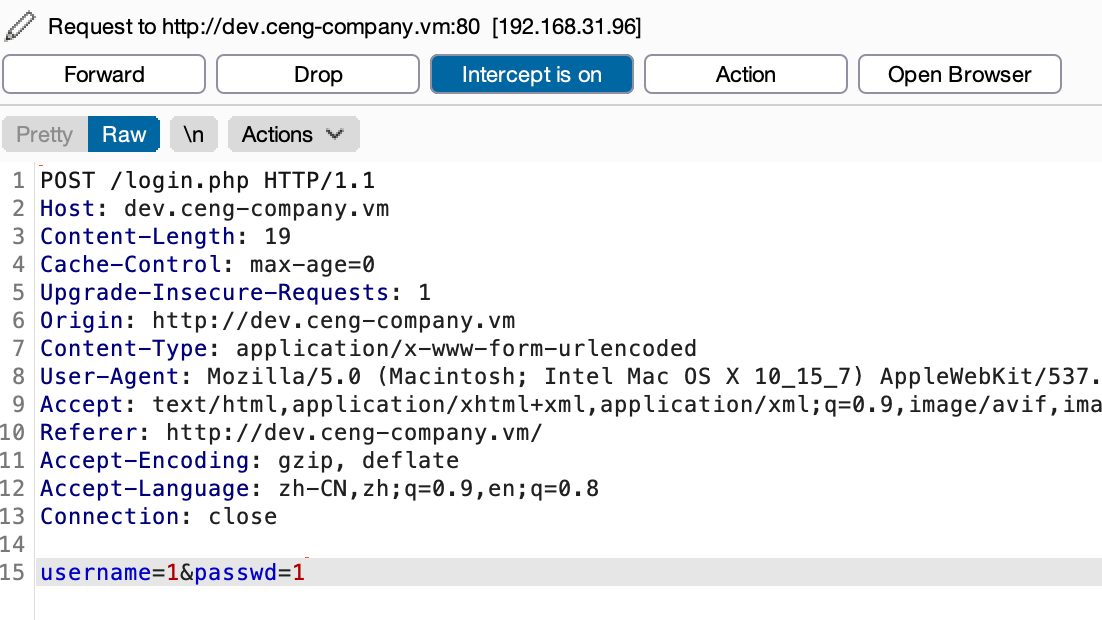 Request to http://dev.ceng-company.vm:80 [192.168.31.96]
Forward Drop Intercept is on Action Open Browser
Pretty Raw \n Actions
1 POST /login.php HTTP/1.1
2 Host: dev.ceng-company.vm
3 Content-Length: 19
4 Cache-Control: max-age=0
5 Upgrade-Insecure-Requests: 1
6 Origin: http://dev.ceng-company.vm
7 Content-Type: application/x-www-form-urlencoded
8 User-Agent: Mozilla/5.0 (Macintosh; Intel Mac OS X 10_15_7) AppleWebKit/537.
9 Accept: text/html,application/xhtml+xml,application/xml;q=0.9,image/avif,ima
10 Referer: http://dev.ceng-company.vm/
11 Accept-Encoding: gzip, deflate
12 Accept-Language: zh-CN,zh;q=0.9,en;q=0.8
13 Connection: close
14
15 username=1&passwd=1